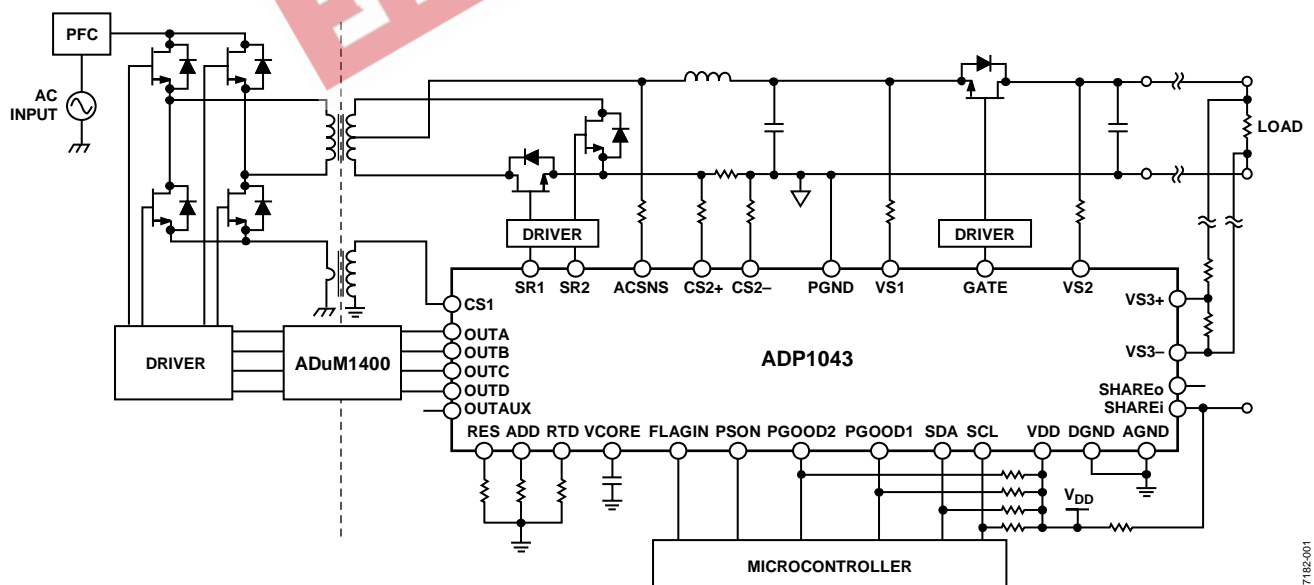 PFC
AC
INPUT
LOAD
DRIVER
DRIVER
SR1
SR2
ACSNS
CS2+
CS2–
PGND
VS1
GATE
VS2
CS1
VS3+
OUTA
OUTB
OUTC
OUTD
OUTAUX
DRIVER
ADuM1400
ADP1043
VS3–
SHAREo
SHAREi
RES
ADD
RTD
VCORE
FLAGIN
PSON
PGOOD2
PGOOD1
SDA
SCL
VDD
DGND
AGND
VDD
MICROCONTROLLER
7182-001